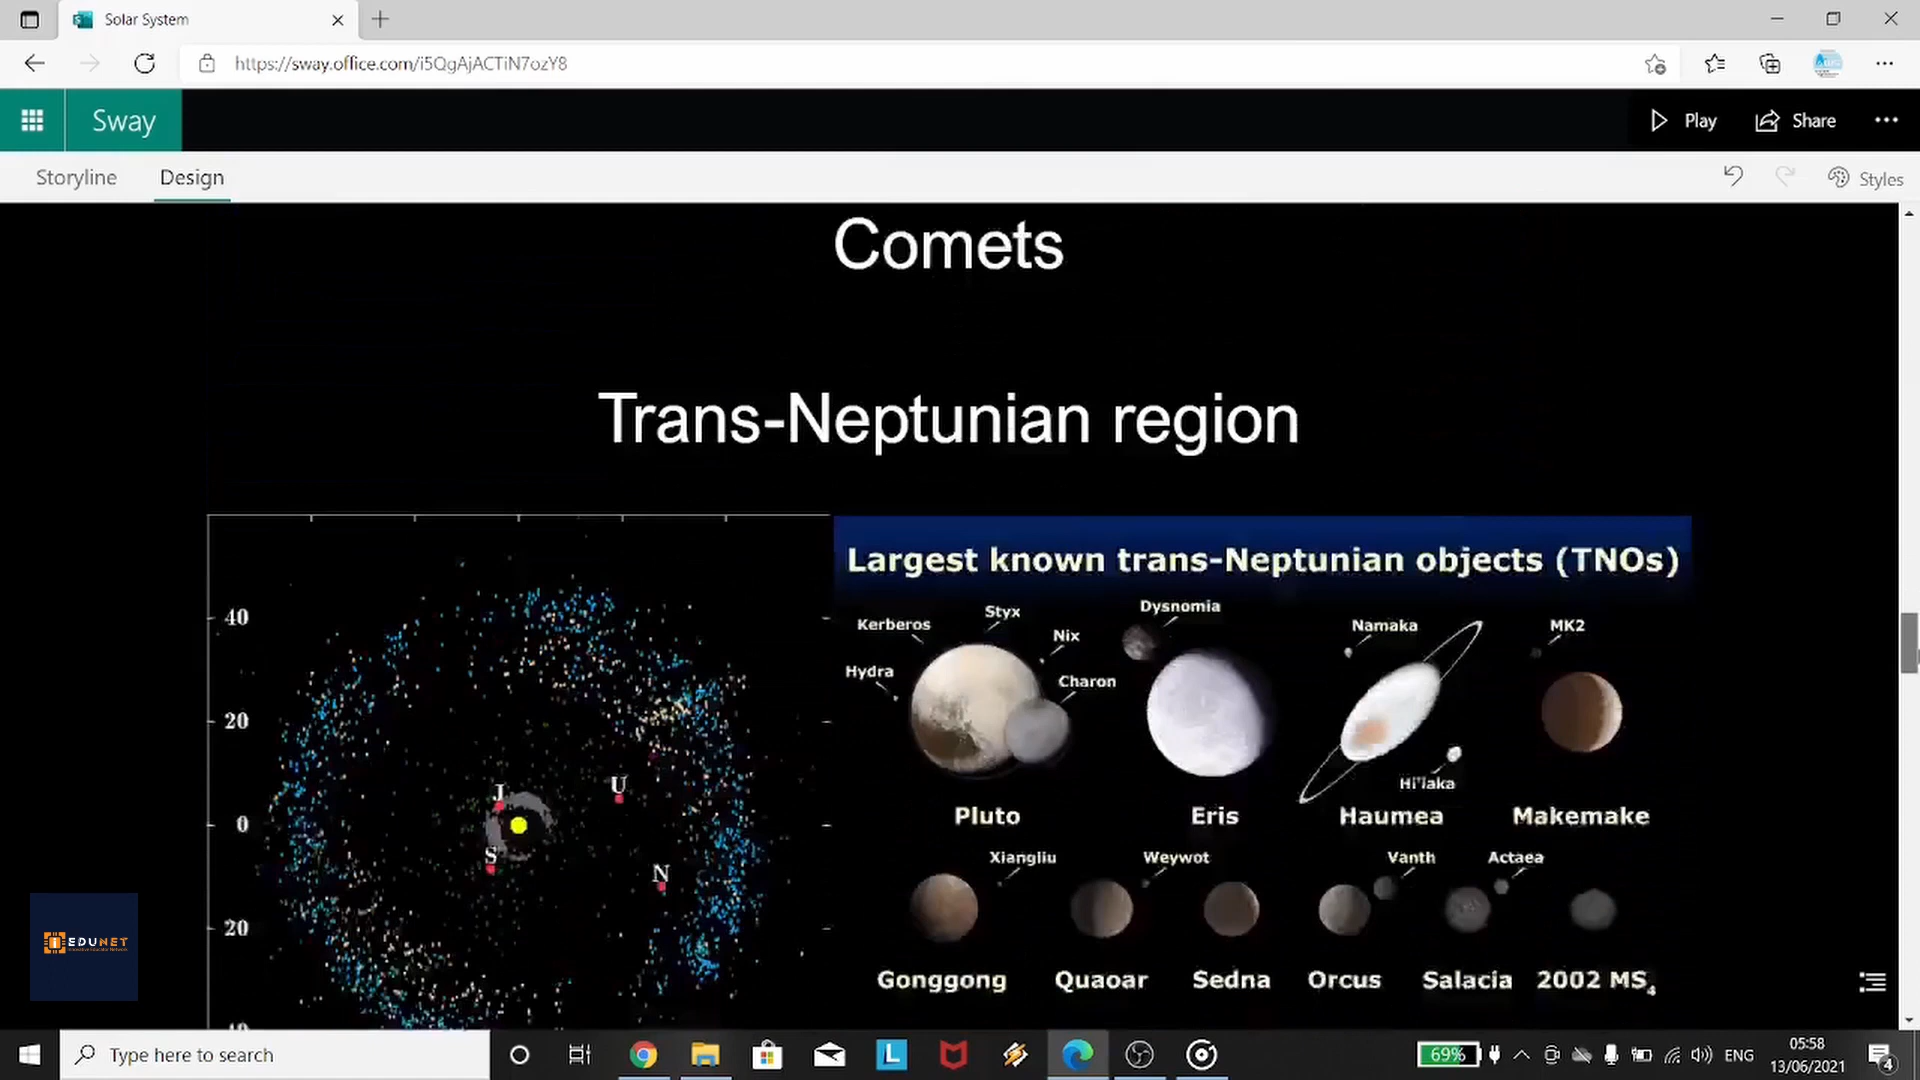 Solar System
https://sway.office.com/i5QgAjACTiN7ozY8
Sway
Play
Share
Storyline
Design
Styles
Comets
Trans-Neptunian region
40
20
0
20
J
U
S
N
Largest known trans-Neptunian objects (TNOs)
Kerberos
Styx
Nix
Hydra
Charon
Dysnomia
Namaka
Hi'iaka
MK2
Pluto
Eris
Haumea
Makemake
Xiangliu
Weywot
Vanth
Actaea
Gonggong
Quaoar
Sedna
Orcus
Salacia
2002 MS4
EDUNET
Type here to search
L
69%
ENG
05:58
13/06/2021
4